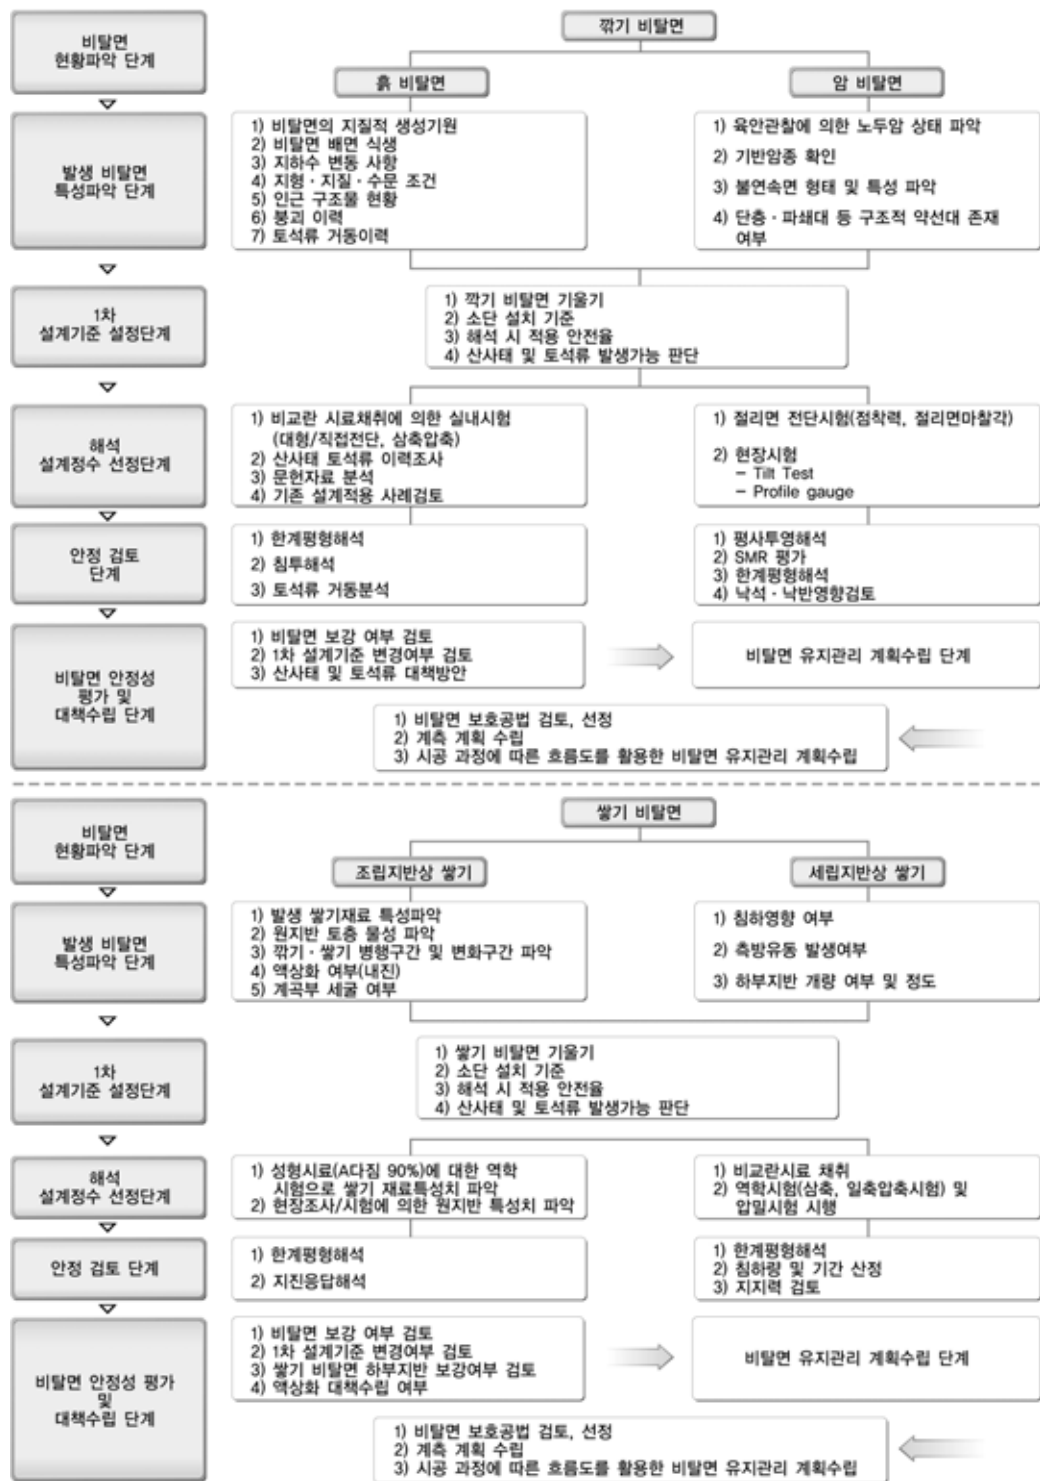 비탈면
현황파악 단계
깎기 비탈면
흙 비탈면
암 비탈면
발생 비탈면
특성파악 단계
1) 비탈면의 지질적 생성기원
2) 비탈면 배면 식생
3) 지하수 변동 사항
4) 지형 · 지질 · 수문 조건
5) 인근 구조물 현황
6) 붕괴 이력
7) 토석류 거동이력
1) 육안관찰에 의한 노두암 상태 파악
2) 기반암종 확인
3) 불연속면 형태 및 특성 파악
4) 단층 · 파쇄대 등 구조적 약선대 존재
여부
1차
설계기준 설정단계
1) 깍기 비탈면 기울기
2) 소단 설치 기준
3) 해석 시 적용 안전율
4) 산사태 및 토석류 발생가능 판단
해석
설계정수 선정단계
1) 비교란 시료채취에 의한 실내시험
(대형/직접전단, 삼축압축)
2) 산사태 토석류 이력조사
3) 문헌자료 분석
4) 기존 설계적용 사례검토
1) 절리면 전단시험(점착력, 절리면마찰각)
2) 현장시험
– Tilt Test
– Profile gauge
안정 검토
단계
1) 한계평형해석
2) 침투해석
3) 토석류 거동분석
1) 평사투영해석
2) SMR 평가
3) 한계평형해석
4) 낙석 · 낙반영향검토
비탈면 안정성
평가 및
대책수립 단계
1) 비탈면 보강 여부 검토
2) 1차 설계기준 변경여부 검토
3) 산사태 및 토석류 대책방안
비탈면 유지관리 계획수립 단계
1) 비탈면 보호공법 검토, 선정
2) 계측 계획 수립
3) 시공 과정에 따른 흐름도를 활용한 비탈면 유지관리 계획수립
비탈면
현황파악 단계
쌓기 비탈면
조립지반상 쌓기
세립지반상 쌓기
발생 비탈면
특성파악 단계
1) 발생 쌓기재료 특성파악
2) 원지반 토층 물성 파악
3) 깎기 · 쌓기 병행구간 및 변화구간 파악
4) 액상화 여부(내진)
5) 계곡부 세굴 여부
1) 침하영향 여부
2) 측방유동 발생여부
3) 하부지반 개량 여부 및 정도
1차
설계기준 설정단계
1) 쌓기 비탈면 기울기
2) 소단 설치 기준
3) 해석 시 적용 안전율
4) 산사태 및 토석류 발생가능 판단
해석
설계정수 선정단계
1) 성형시료(A다짐 90%)에 대한 역학
시험으로 쌓기 재료특성치 파악
2) 현장조사/시험에 의한 원지반 특성치 파악
1) 비교란시료 채취
2) 역학시험(삼축, 일축압축시험) 및
압밀시험 시행
안정 검토 단계
1) 한계평형해석
2) 지진응답해석
1) 한계평형해석
2) 침하량 및 기간 산정
3) 지지력 검토
비탈면 안정성 평가
및
대책수립 단계
1) 비탈면 보강 여부 검토
2) 1차 설계기준 변경여부 검토
3) 쌓기 비탈면 하부지반 보강여부 검토
4) 액상화 대책수립 여부
비탈면 유지관리 계획수립 단계
1) 비탈면 보호공법 검토, 선정
2) 계측 계획 수립
3) 시공 과정에 따른 흐름도를 활용한 비탈면 유지관리 계획수립